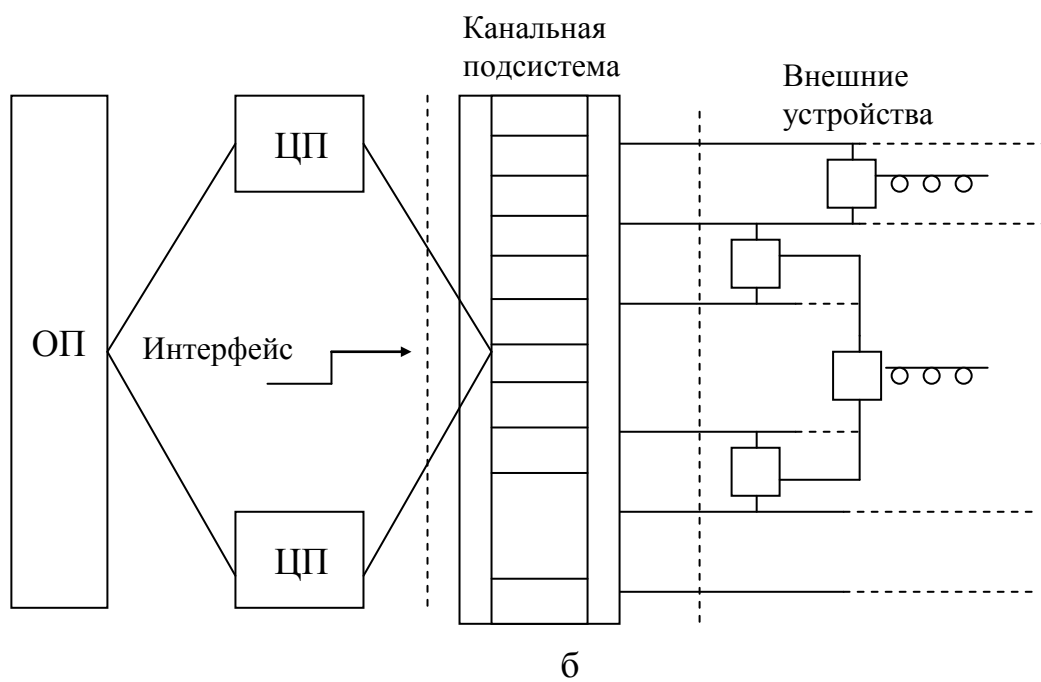 Канальная
подсистема
Внешние
устройства
ЦП
ОП
Интерфейс
ЦП
б